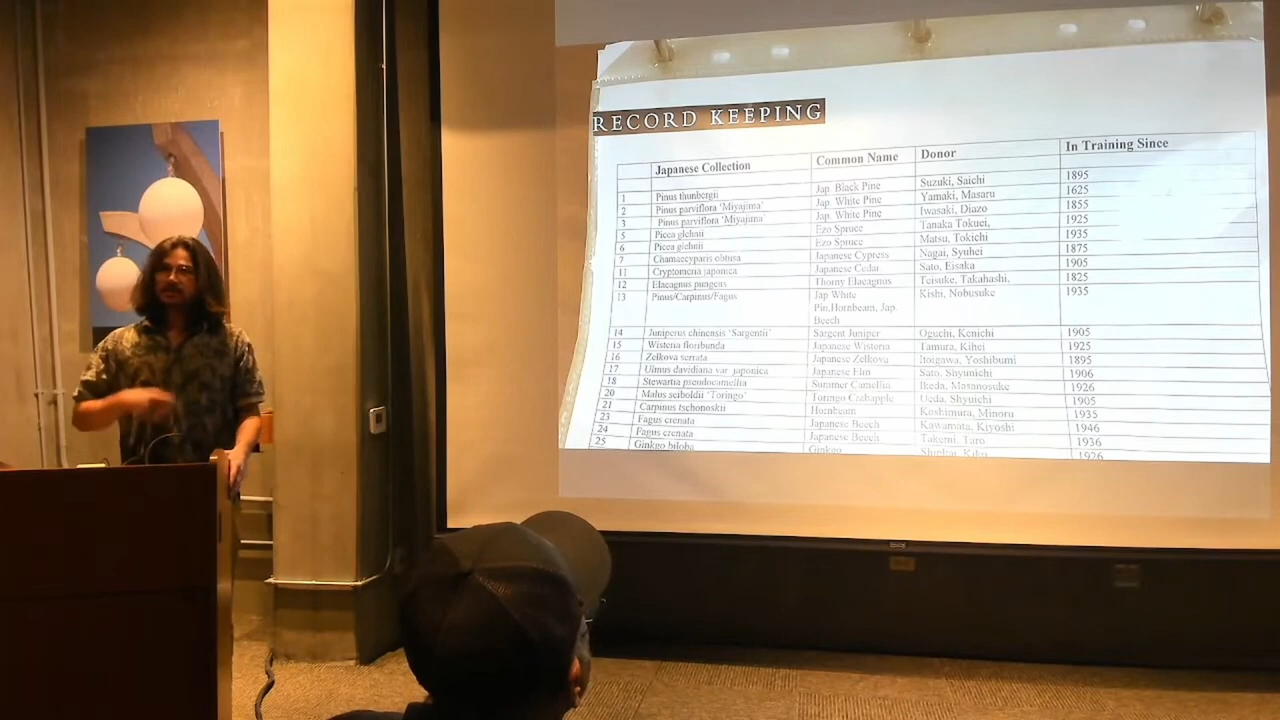 RECORD KEEPING
Japanese Collection Common Name Donor In Training Since
1 Pinus thunbergii Jap. Black Pine Suzuki, Saichi 1895
2 Pinus parviflora 'Miyajima' Jap. White Pine Yamaki, Masaru 1625
3 Pinus parviflora 'Miyajima' Jap. White Pine Iwasaki, Diazo 1855
5 Picea glehnii Ezo Spruce Tanaka Tokuei, 1925
6 Picea glehnii Ezo Spruce Matsu, Tokichi 1935
7 Chamaecyparis obtusa Japanese Cypress Nagai, Syuhei 1875
11 Cryptomeria japonica Japanese Cedar Sato, Eisaka 1905
12 Elaeagnus pungens Thorny Elaeagnus Teisuke, Takahashi, 1825
13 Pinus/Carpinus/Fagus Jap White Kishi, Nobusuke 1935
Pin,Hornbeam, Jap.
Beech
14 Juniperus chinensis 'Sargentii' Sargent Juniper Oguchi, Kenichi 1905
15 Wisteria floribunda Japanese Wisteria Tamura, Kihei 1925
16 Zelkova serrata Japanese Zelkova Itoigawa, Yoshibumi 1895
17 Ulmus davidiana var japonica Japanese Elm Sato, Shyuichi 1906
18 Stewartia pseudocamellia Summer Camellia Ikeda, Masanosuke 1926
20 Malus seiboldii 'Toringo' Toringo Crabapple Ueda, Shyuichi 1905
21 Carpinus tschonoskii Hornbeam Koshimura, Minoru 1935
23 Fagus crenata Japanese Beech Kawamata, Kiyoshi 1946
24 Fagus crenata Japanese Beech Takemi, Taro 1936
25 Ginkgo biloba Ginkgo 1926